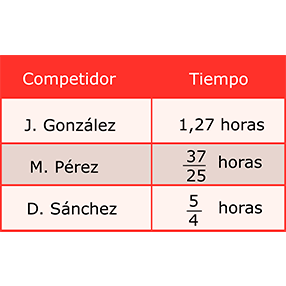 Competidor Tiempo
J. González 1,27 horas
M. Pérez 37/25 horas
D. Sánchez 5/4 horas